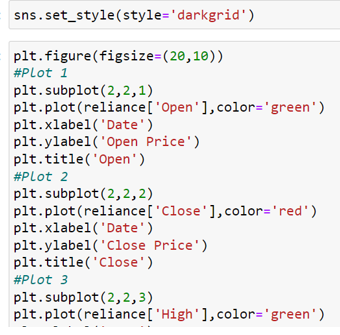 sns.set_style(style='darkgrid')
plt.figure(figsize=(20,10))
#Plot 1
plt.subplot(2,2,1)
plt.plot(reliance['Open'],color='green')
plt.xlabel('Date')
plt.ylabel('Open Price')
plt.title('Open')
#Plot 2
plt.subplot(2,2,2)
plt.plot(reliance['Close'],color='red')
plt.xlabel('Date')
plt.ylabel('Close Price')
plt.title('Close')
#Plot 3
plt.subplot(2,2,3)
plt.plot(reliance['High'],color='green')